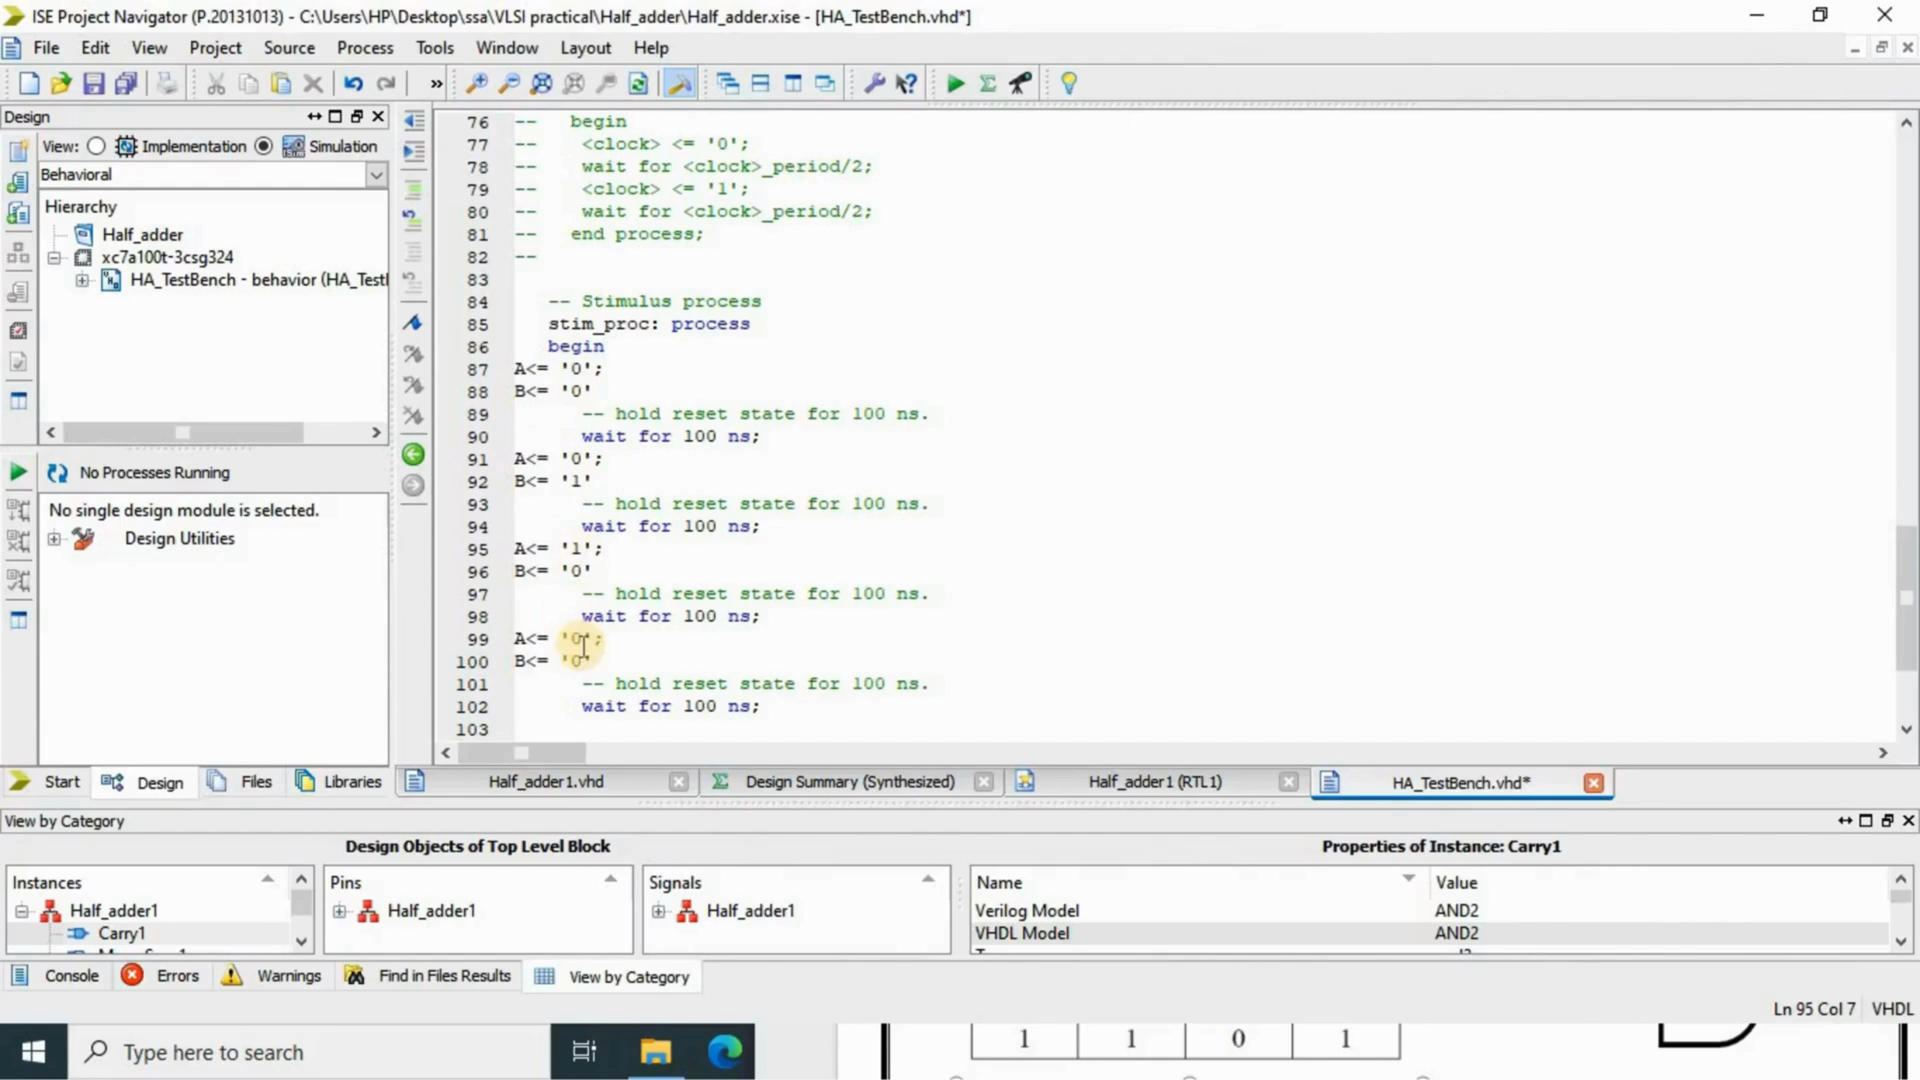 ISE Project Navigator (P.20131013) - C:\Users\HP\Desktop\ssa\VLSI practical\Half_adder\Half_adder.xise - [HA_TestBench.vhd*]
File Edit View Project Source Process Tools Window Layout Help
Design
View: Implementation Simulation
Behavioral
Hierarchy
Half_adder
xc7a100t-3csg324
HA_TestBench - behavior (HA_Test
No Processes Running
No single design module is selected.
Design Utilities
76 -- begin
77 -- <clock> <= '0';
78 -- wait for <clock>_period/2;
79 -- <clock> <= '1';
80 -- wait for <clock>_period/2;
81 -- end process;
82 --
83
84 -- Stimulus process
85 stim_proc: process
86 begin
87 A<= '0';
88 B<= '0'
89 -- hold reset state for 100 ns.
90 wait for 100 ns;
91 A<= '0';
92 B<= '1'
93 -- hold reset state for 100 ns.
94 wait for 100 ns;
95 A<= '1';
96 B<= '0'
97 -- hold reset state for 100 ns.
98 wait for 100 ns;
99 A<= '0';
100 B<= '0'
101 -- hold reset state for 100 ns.
102 wait for 100 ns;
103
Start Design Files Libraries
Half_adder1.vhd Design Summary (Synthesized) Half_adder1 (RTL1) HA_TestBench.vhd*
View by Category
Design Objects of Top Level Block
Properties of Instance: Carry1
Instances
Half_adder1
Carry1
Pins
Half_adder1
Signals
Half_adder1
Name Value
Verilog Model AND2
VHDL Model AND2
Console Errors Warnings Find in Files Results View by Category
Ln 95 Col 7 VHDL
Type here to search
1 1 0 1